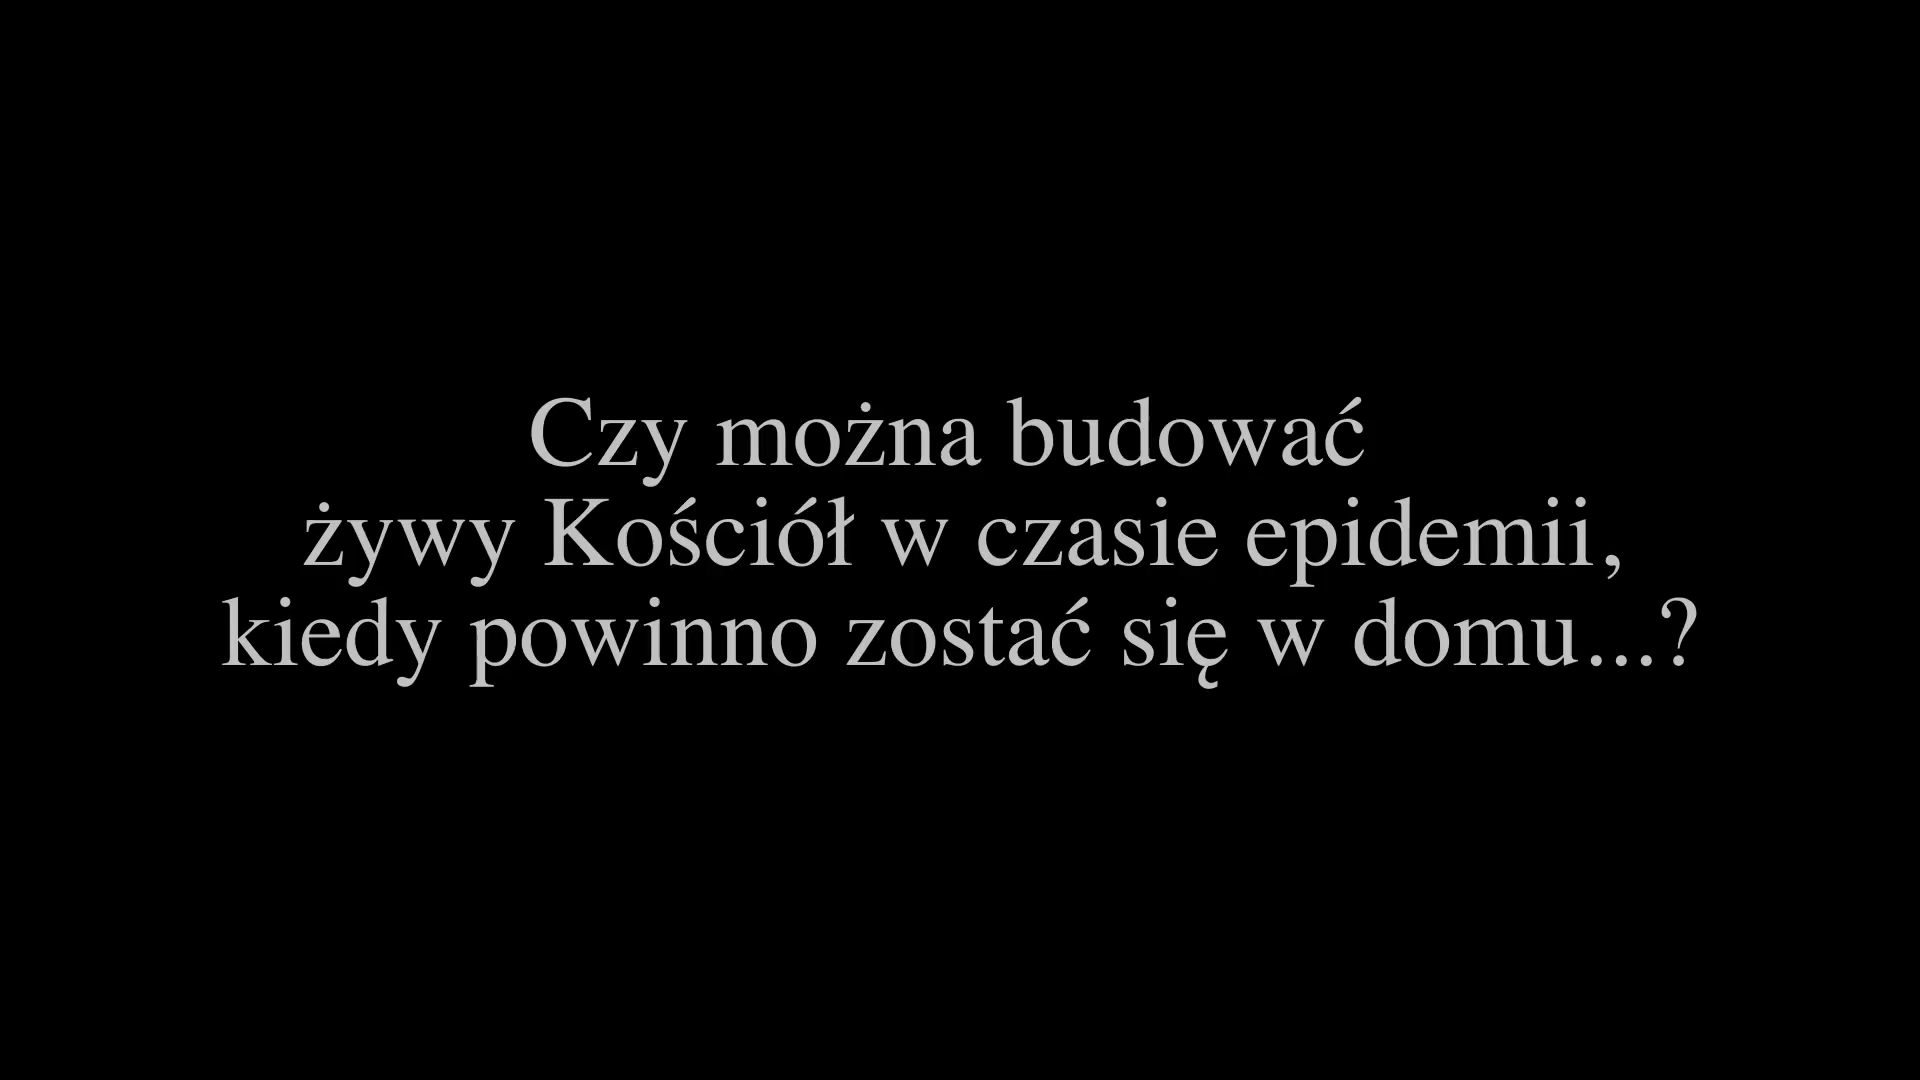 Czy można budować
żywy Kościół w czasie epidemii,
kiedy powinno zostać się w domu...?